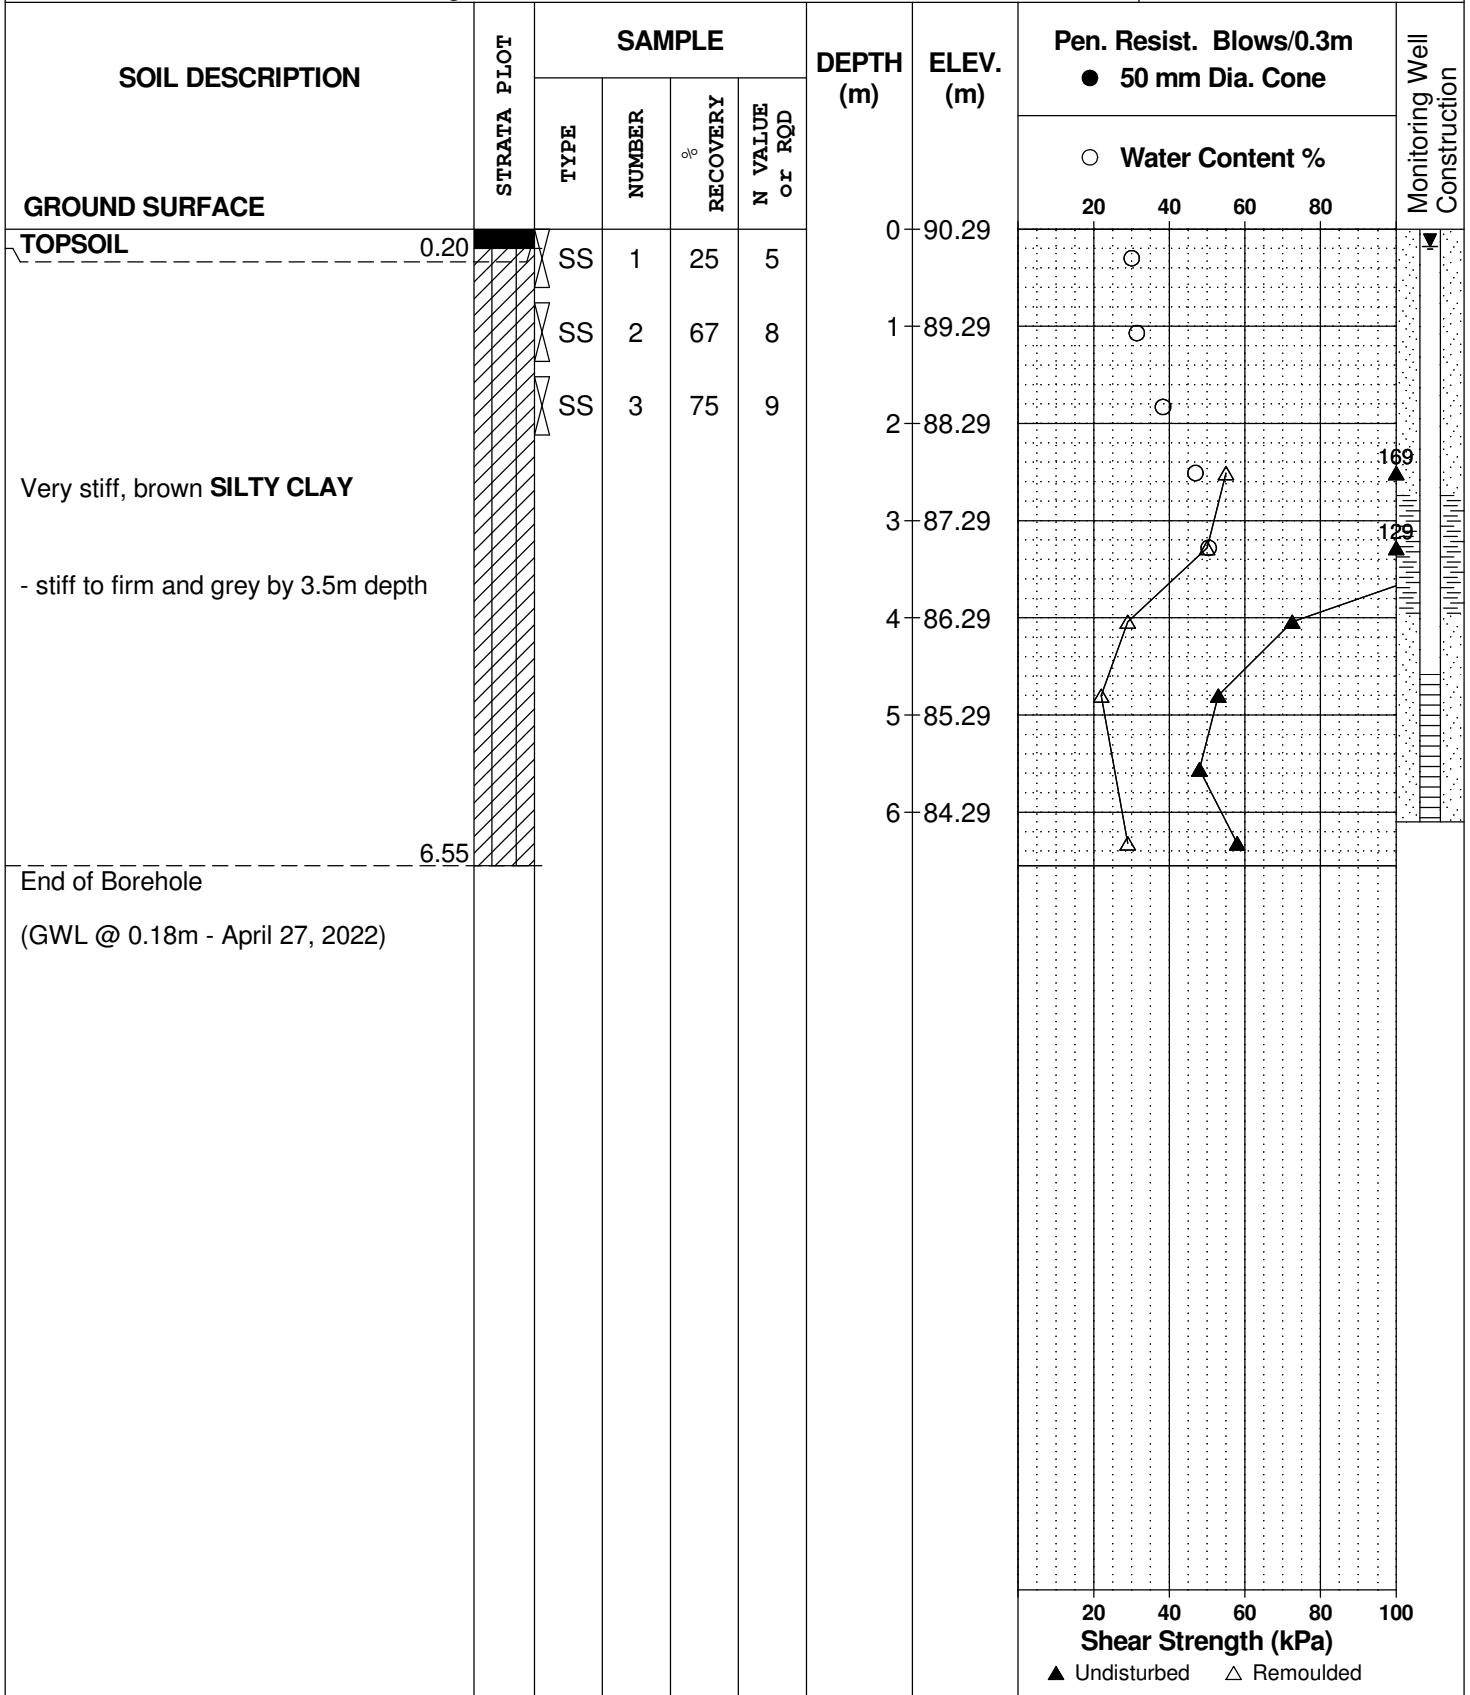 SOIL DESCRIPTION
GROUND SURFACE
STRATA PLOT
SAMPLE
TYPE
NUMBER
% RECOVERY
N VALUE or RQD
DEPTH (m)
ELEV. (m)
Pen. Resist. Blows/0.3m
● 50 mm Dia. Cone
○ Water Content %
20 40 60 80
Monitoring Well Construction
TOPSOIL 0.20
0 90.29
SS 1 25 5
SS 2 67 8
1 89.29
SS 3 75 9
2 88.29
169
Very stiff, brown SILTY CLAY
3 87.29
129
- stiff to firm and grey by 3.5m depth
4 86.29
5 85.29
6 84.29
6.55
End of Borehole
(GWL @ 0.18m - April 27, 2022)
20 40 60 80 100
Shear Strength (kPa)
▲ Undisturbed △ Remoulded